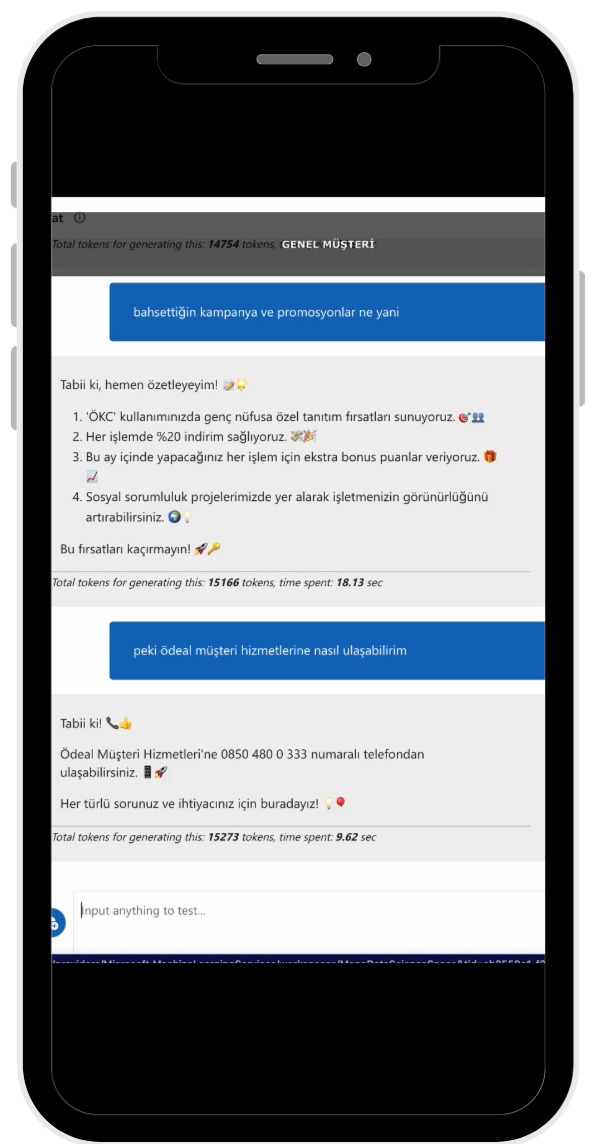 at
Total tokens for generating this: 14754 tokens,
GENEL MÜŞTERİ
bahsettiğin kampanya ve promosyonlar ne yani
Tabii ki, hemen özetleyeyim! 📝🌟
1. 'ÖKC' kullanımınızda genç nüfusa özel tanıtım fırsatları sunuyoruz. 🎯👥
2. Her işlemde %20 indirim sağlıyoruz. 💸🎉
3. Bu ay içinde yapacağınız her işlem için ekstra bonus puanlar veriyoruz. 🎁
📈
4. Sosyal sorumluluk projelerimizde yer alarak işletmenizin görünürlüğünü
artırabilirsiniz. 🌍💡
Bu fırsatları kaçırmayın! 🚀🔑
Total tokens for generating this: 15166 tokens, time spent: 18.13 sec
peki ödeal müşteri hizmetlerine nasıl ulaşabilirim
Tabii ki! 📞👍
Ödeal Müşteri Hizmetleri'ne 0850 480 0 333 numaralı telefondan
ulaşabilirsiniz. 📱🚀
Her türlü sorunuz ve ihtiyacınız için buradayız! 💡🎈
Total tokens for generating this: 15273 tokens, time spent: 9.62 sec
Input anything to test...